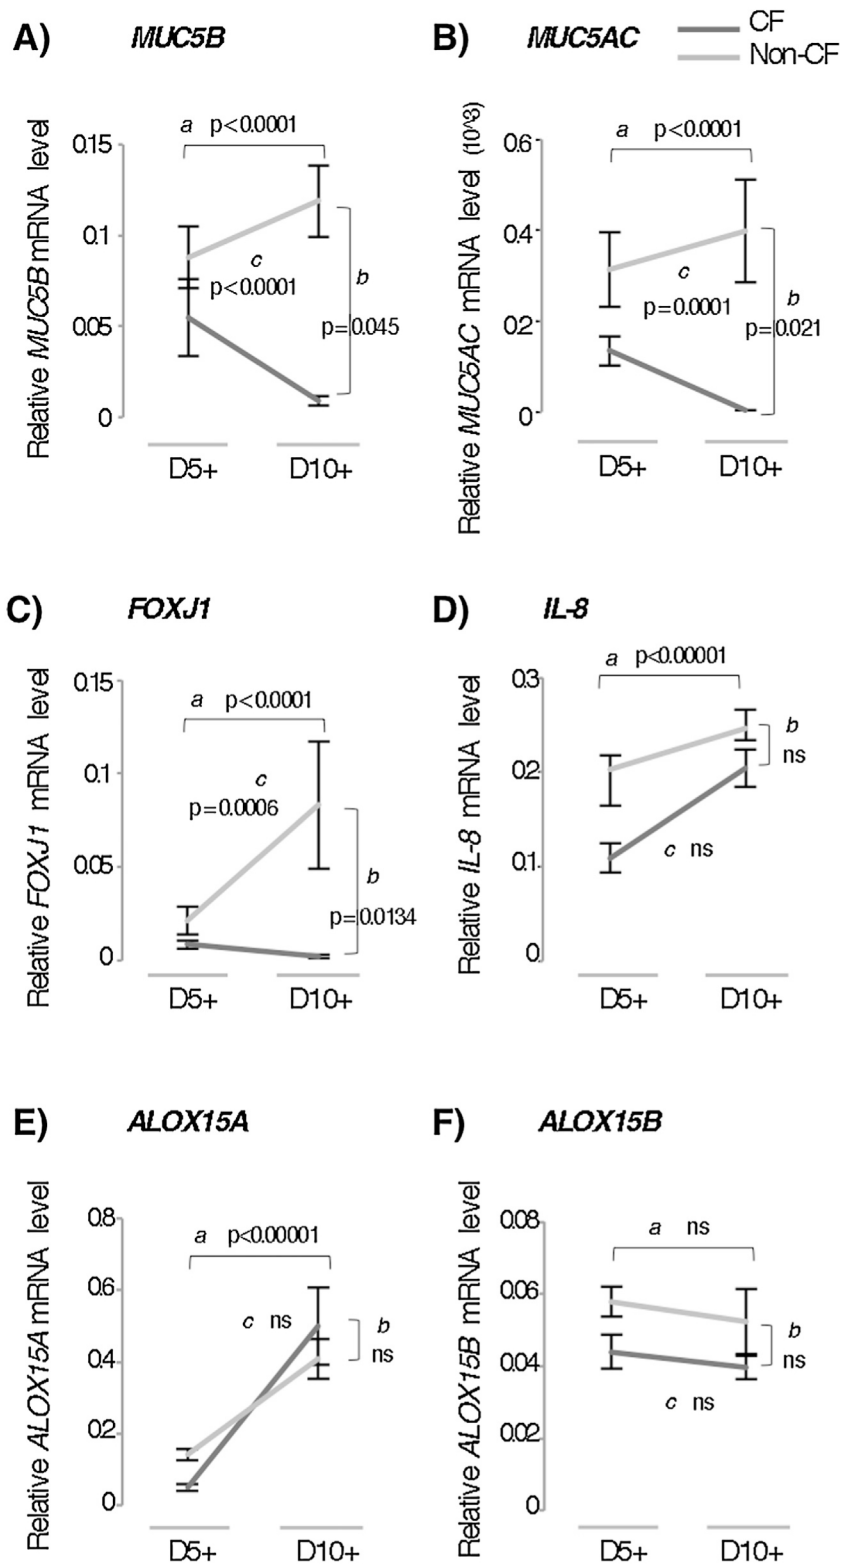 A) MUC5B
B) MUC5AC
CF
Non-CF
Relative MUC5B mRNA level
0.15
0.1
0.05
0
a p<0.0001
c
p<0.0001
b
p=0.045
D5+ D10+
Relative MUC5AC mRNA level (10^3)
0.6
0.4
0.2
0
a p<0.0001
c
p=0.0001
b
p=0.021
D5+ D10+
C) FOXJ1
Relative FOXJ1 mRNA level
0.15
0.1
0.05
0
a p<0.0001
c
p=0.0006
b
p=0.0134
D5+ D10+
D) IL-8
Relative IL-8 mRNA level
0.3
0.2
0.1
0
a p<0.00001
b
ns
c ns
D5+ D10+
E) ALOX15A
Relative ALOX15A mRNA level
0.8
0.6
0.4
0.2
0
a p<0.00001
c ns
b
ns
D5+ D10+
F) ALOX15B
Relative ALOX15B mRNA level
0.08
0.06
0.04
0.02
0
a ns
b
ns
c ns
D5+ D10+